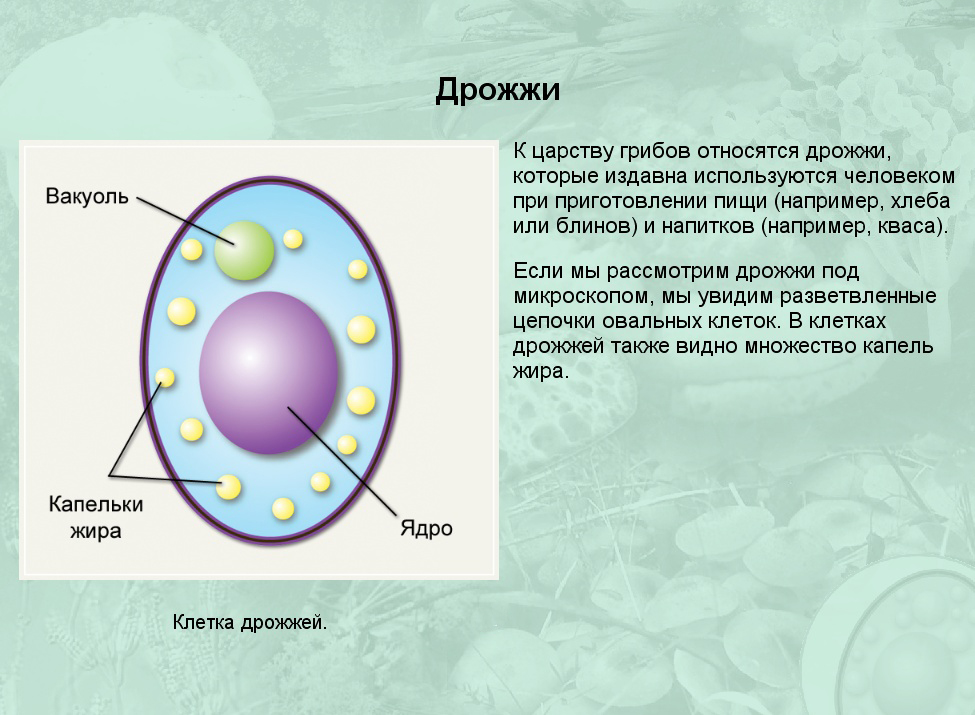 Дрожжи
К царству грибов относятся дрожжи,
которые издавна используются человеком
при приготовлении пищи (например, хлеба
или блинов) и напитков (например, кваса).
Если мы рассмотрим дрожжи под
микроскопом, мы увидим разветвленные
цепочки овальных клеток. В клетках
дрожжей также видно множество капель
жира.
Вакуоль
Капельки
жира
Ядро
Клетка дрожжей.